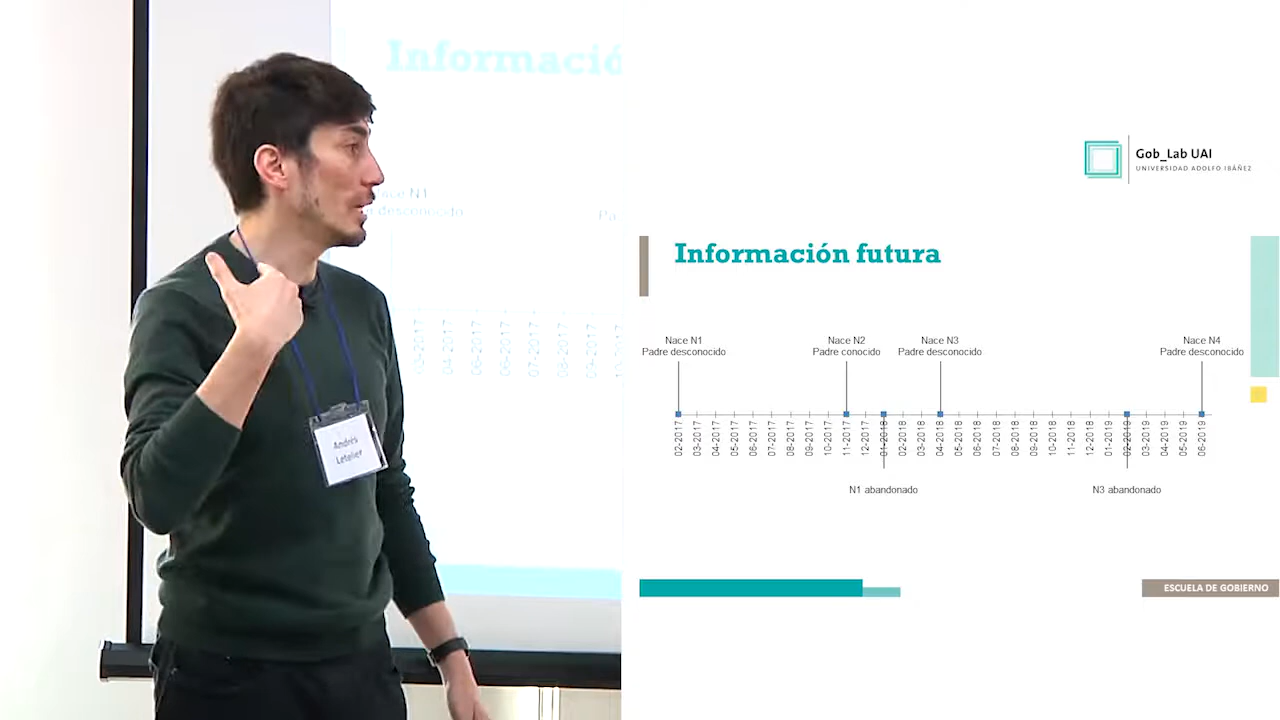 Informació
Nace N1
desconocido
Andrés
Letelier
Gob_Lab UAI
UNIVERSIDAD ADOLFO IBÁÑEZ
Información futura
Nace N1
Padre desconocido
Nace N2
Padre conocido
Nace N3
Padre desconocido
Nace N4
Padre desconocido
02-2017
03-2017
04-2017
05-2017
06-2017
07-2017
08-2017
09-2017
10-2017
11-2017
12-2017
01-2018
02-2018
03-2018
04-2018
05-2018
06-2018
07-2018
08-2018
09-2018
10-2018
11-2018
12-2018
01-2019
02-2019
03-2019
04-2019
05-2019
06-2019
N1 abandonado
N3 abandonado
ESCUELA DE GOBIERNO